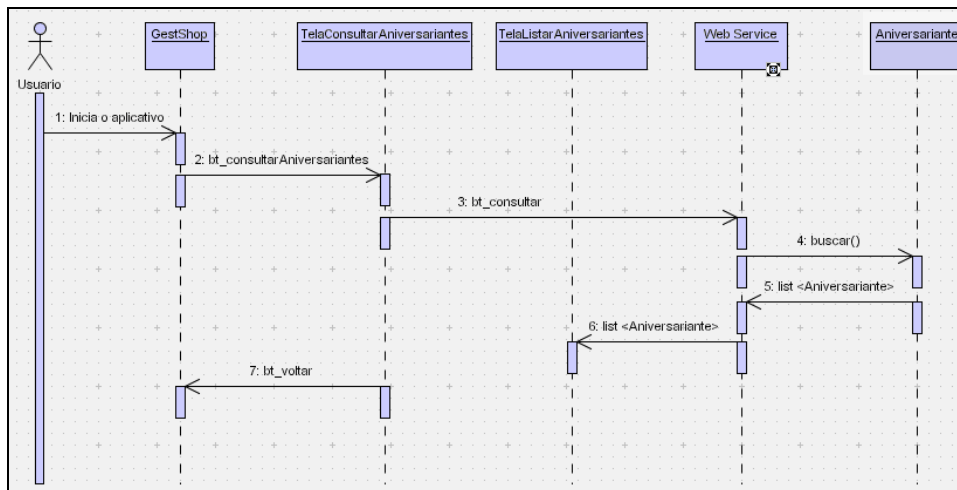 GestShop
TelaConsultarAniversariantes
TelaListarAniversariantes
Web Service
Aniversariante
Usuario
1: Inicia o aplicativo
2: bt_consultarAniversariantes
3: bt_consultar
4: buscar()
5: list <Aniversariante>
6: list <Aniversariante>
7: bt_voltar